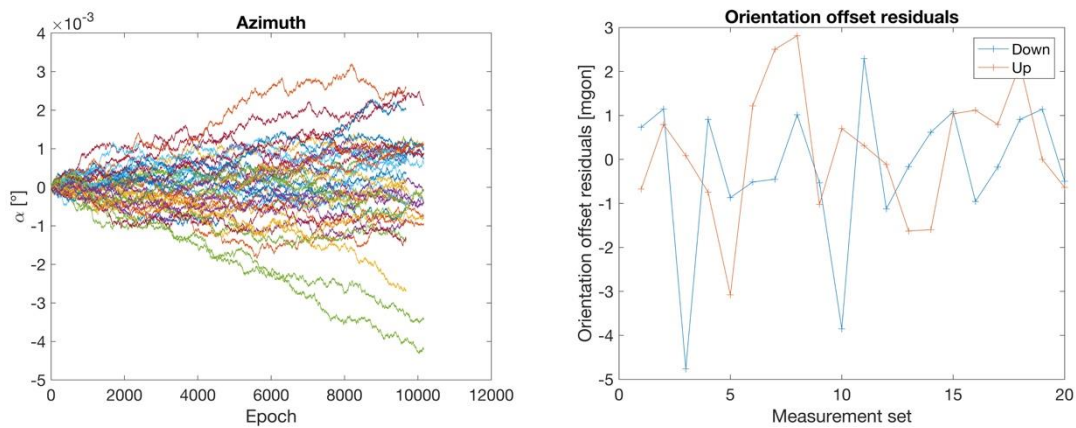 Azimuth
×10⁻³
α [°]
4
3
2
1
0
-1
-2
-3
-4
-5
0 2000 4000 6000 8000 10000 12000
Epoch
Orientation offset residuals
Orientation offset residuals [mgon]
3
2
1
0
-1
-2
-3
-4
-5
0 5 10 15 20
Measurement set
Down
Up